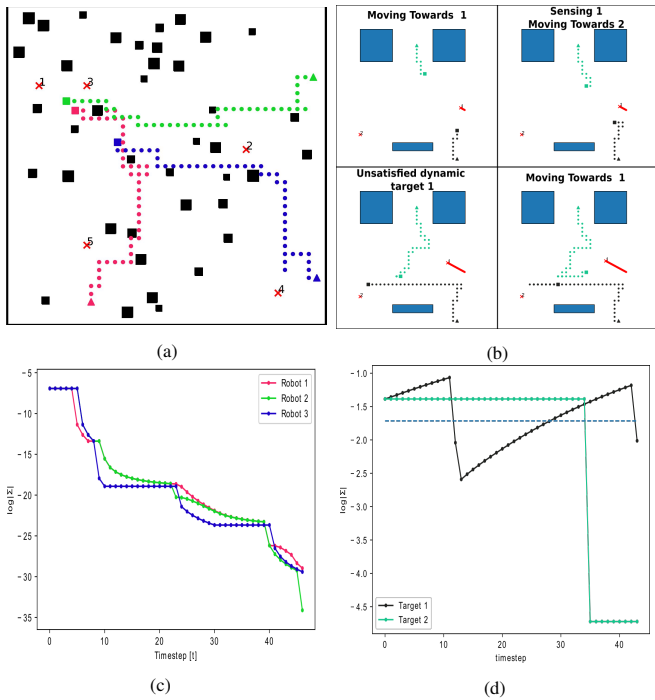 1
3
2
5
4
(a)
Moving Towards 1
Sensing 1
Moving Towards 2
Unsatisfied dynamic
target 1
Moving Towards 1
(b)
−5
−10
−15
−20
−25
−30
−35
log|Σ|
0
10
20
30
40
Timestep [t]
Robot 1
Robot 2
Robot 3
(c)
−1.0
−1.5
−2.0
−2.5
−3.0
−3.5
−4.0
−4.5
log|Σ|
0
10
20
30
40
timestep
Target 1
Target 2
(d)